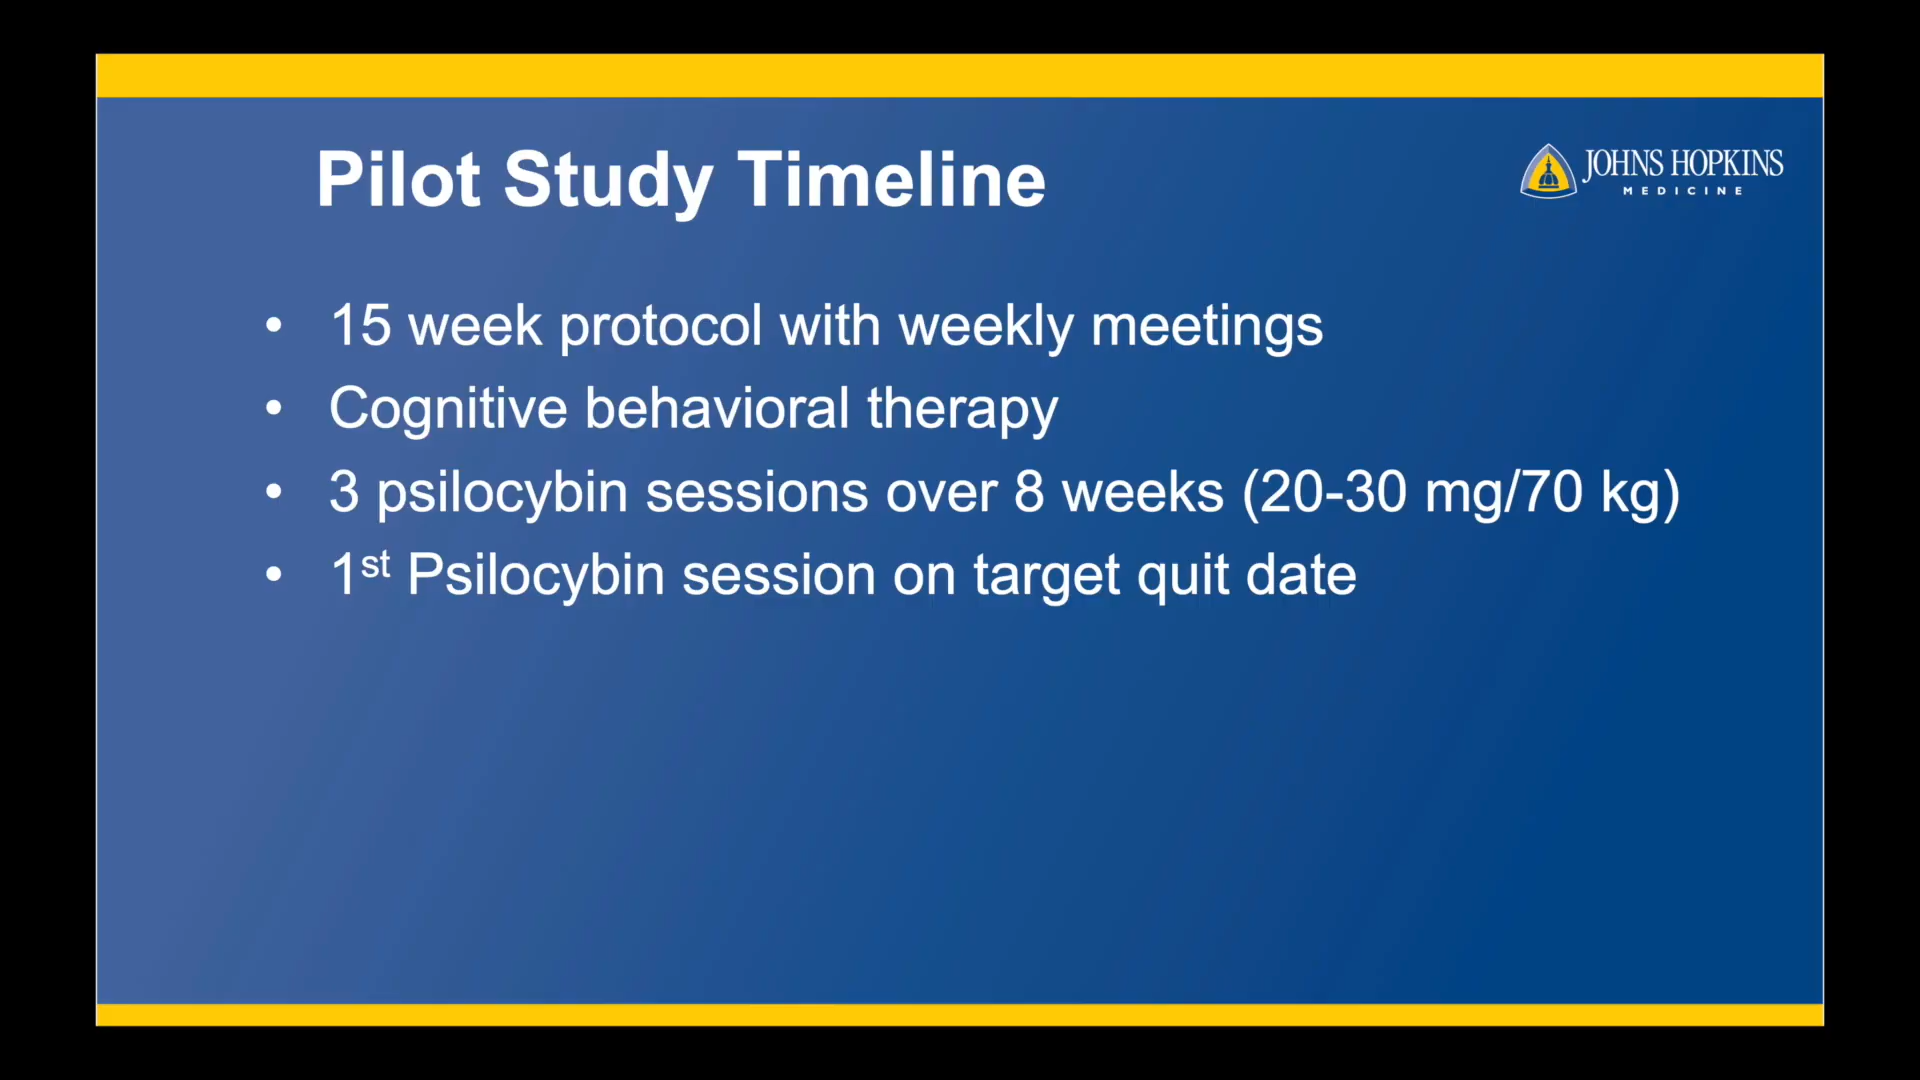 Pilot Study Timeline
JOHNS HOPKINS
MEDICINE
• 15 week protocol with weekly meetings
• Cognitive behavioral therapy
• 3 psilocybin sessions over 8 weeks (20-30 mg/70 kg)
• 1st Psilocybin session on target quit date